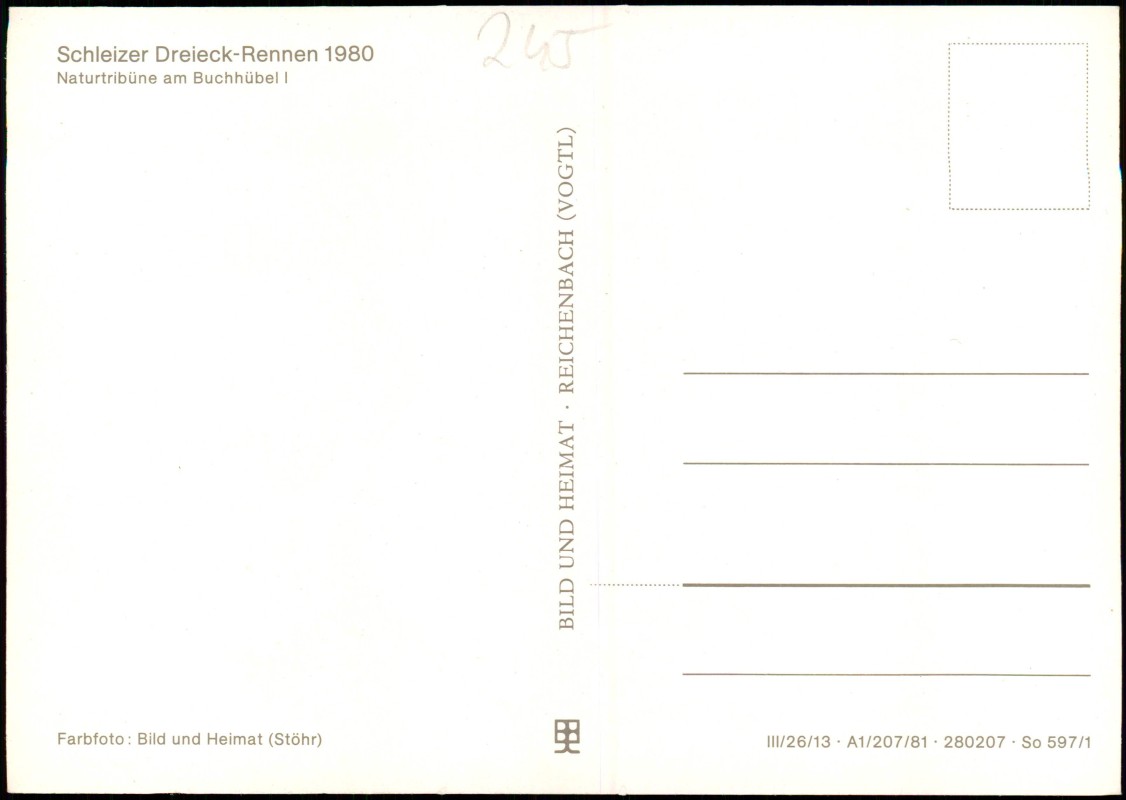 Schleizer Dreieck-Rennen 1980
Naturtribüne am Buchhübel I
BILD UND HEIMAT · REICHENBACH (VOGTL)
Farbfoto: Bild und Heimat (Stöhr)
III/26/13 · A1/207/81 · 280207 · So 597/1